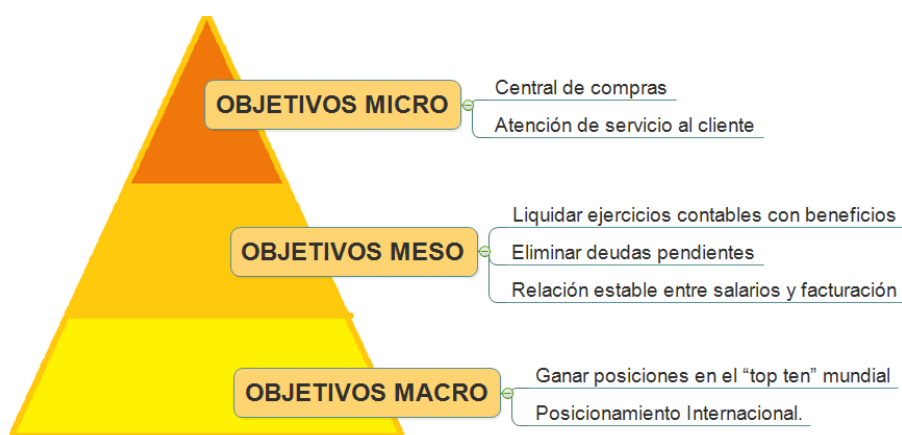 OBJETIVOS MICRO
Central de compras
Atención de servicio al cliente
OBJETIVOS MESO
Liquidar ejercicios contables con beneficios
Eliminar deudas pendientes
Relación estable entre salarios y facturación
OBJETIVOS MACRO
Ganar posiciones en el “top ten” mundial
Posicionamiento Internacional.